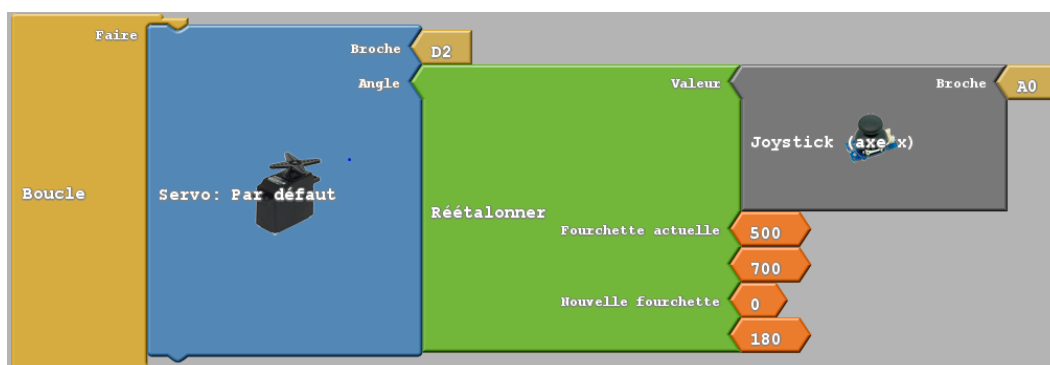 Faire
Broche D2
Angle Valeur Broche A0
Joystick (axe x)
Boucle Servo: Par défaut
Réétalonner
Fourchette actuelle 500
700
Nouvelle fourchette 0
180